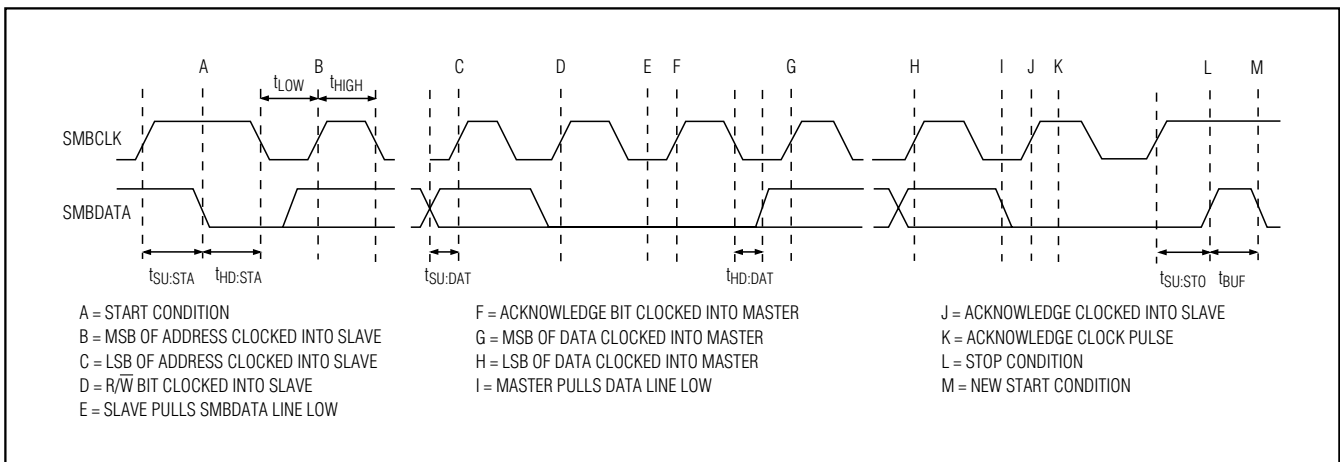 A B C D E F G H I J K L M
tLOW tHIGH
SMBCLK
SMBDATA
tSU:STA tHD:STA tSU:DAT tHD:DAT tSU:STO tBUF
A = START CONDITION
B = MSB OF ADDRESS CLOCKED INTO SLAVE
C = LSB OF ADDRESS CLOCKED INTO SLAVE
D = R/W̅ BIT CLOCKED INTO SLAVE
E = SLAVE PULLS SMBDATA LINE LOW
F = ACKNOWLEDGE BIT CLOCKED INTO MASTER
G = MSB OF DATA CLOCKED INTO MASTER
H = LSB OF DATA CLOCKED INTO MASTER
I = MASTER PULLS DATA LINE LOW
J = ACKNOWLEDGE CLOCKED INTO SLAVE
K = ACKNOWLEDGE CLOCK PULSE
L = STOP CONDITION
M = NEW START CONDITION